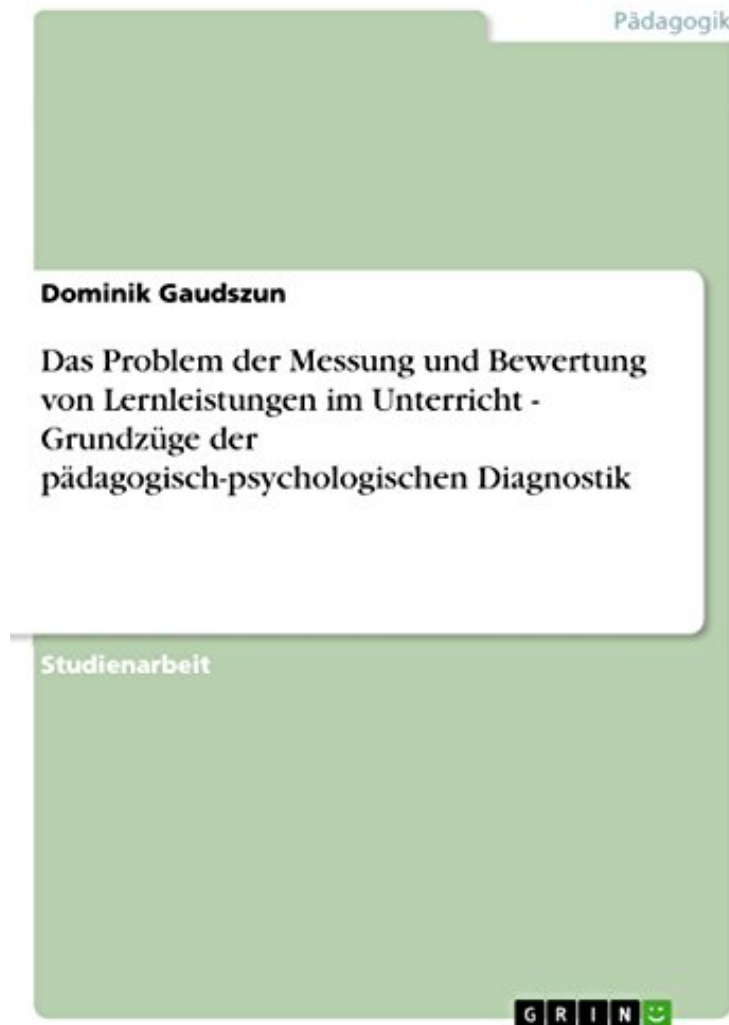 Pädagogik
Dominik Gaudszun
Das Problem der Messung und Bewertung
von Lernleistungen im Unterricht -
Grundzüge der
pädagogisch-psychologischen Diagnostik
Studienarbeit
GRIN